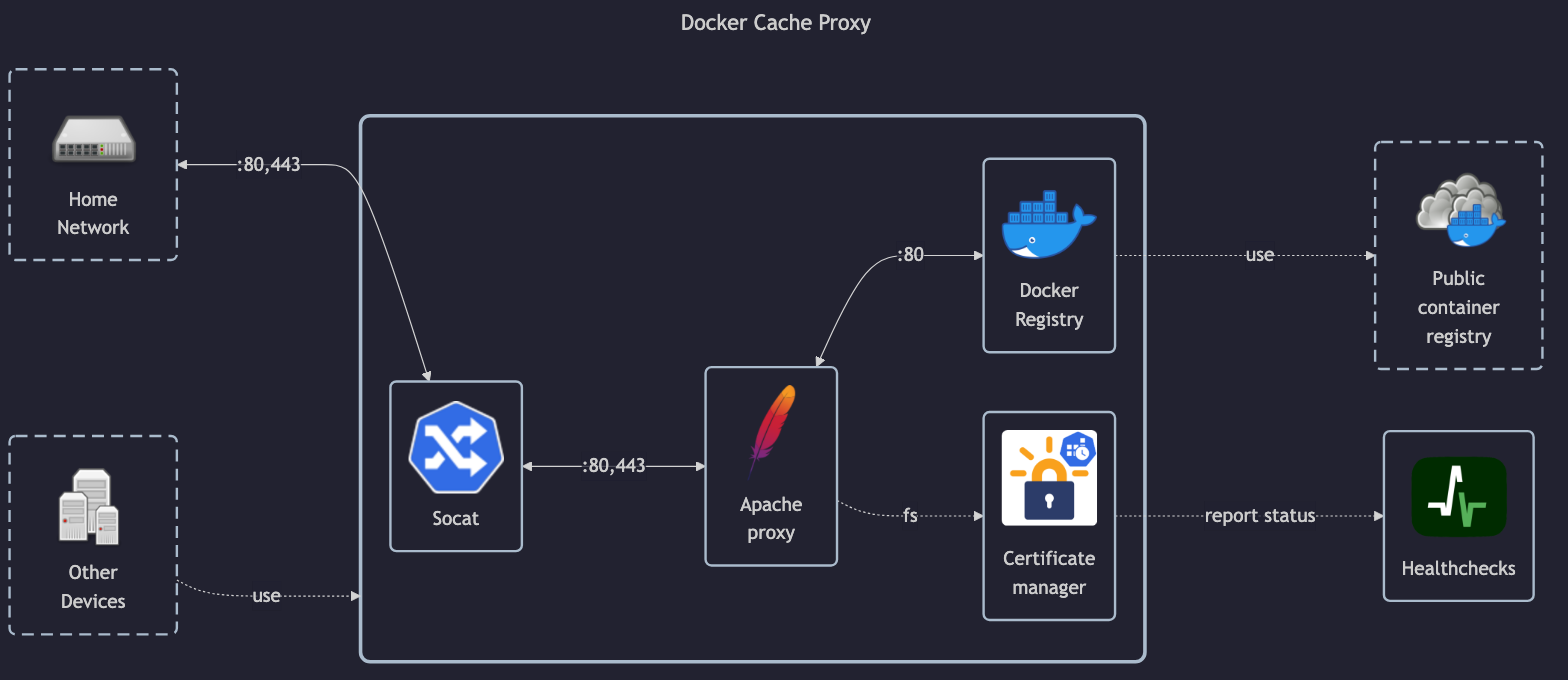 Docker Cache Proxy
Home
Network
:80,443
Other
Devices
use
Socat
:80,443
Apache
proxy
:80
fs
Docker
Registry
Certificate
manager
use
report status
Public
container
registry
Healthchecks